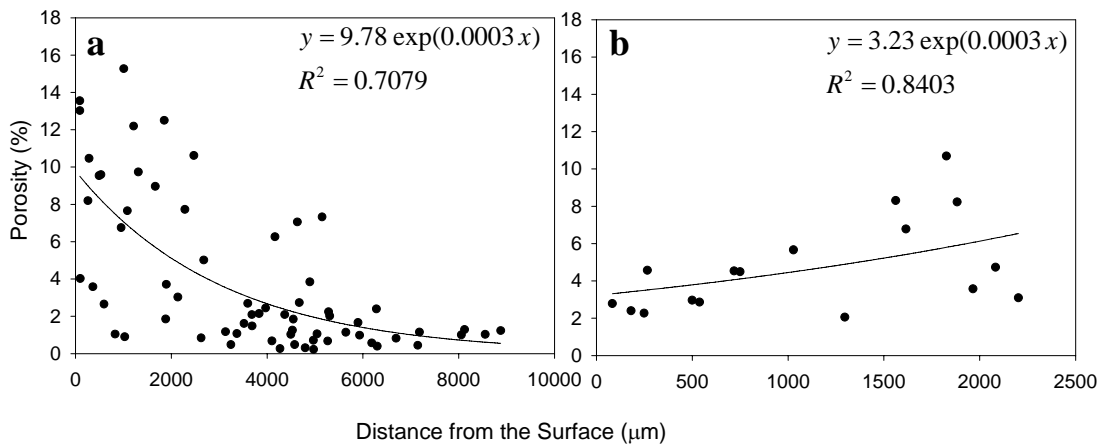 a
y = 9.78 exp(0.0003 x)
R² = 0.7079
18
16
14
12
10
8
6
4
2
0
0 2000 4000 6000 8000 10000
b
y = 3.23 exp(0.0003 x)
R² = 0.8403
18
16
14
12
10
8
6
4
2
0
0 500 1000 1500 2000 2500
Porosity (%)
Distance from the Surface (μm)